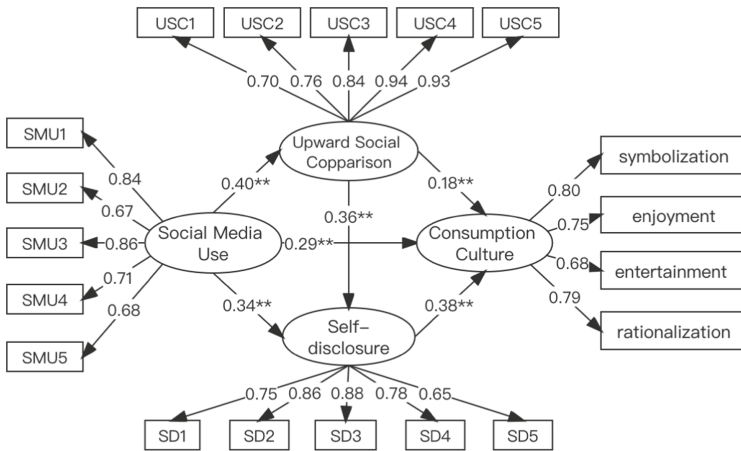 USC1 USC2 USC3 USC4 USC5
0.70 0.76 0.84 0.94 0.93
SMU1
SMU2
SMU3
SMU4
SMU5
0.84
0.67
0.86
0.71
0.68
Upward Social
Copparison
0.40**
0.18**
0.36**
Social Media
Use
0.29**
Consumption
Culture
0.34**
0.38**
Self-
disclosure
0.80
0.75
0.68
0.79
symbolization
enjoyment
entertainment
rationalization
0.75 0.86 0.88 0.78 0.65
SD1 SD2 SD3 SD4 SD5